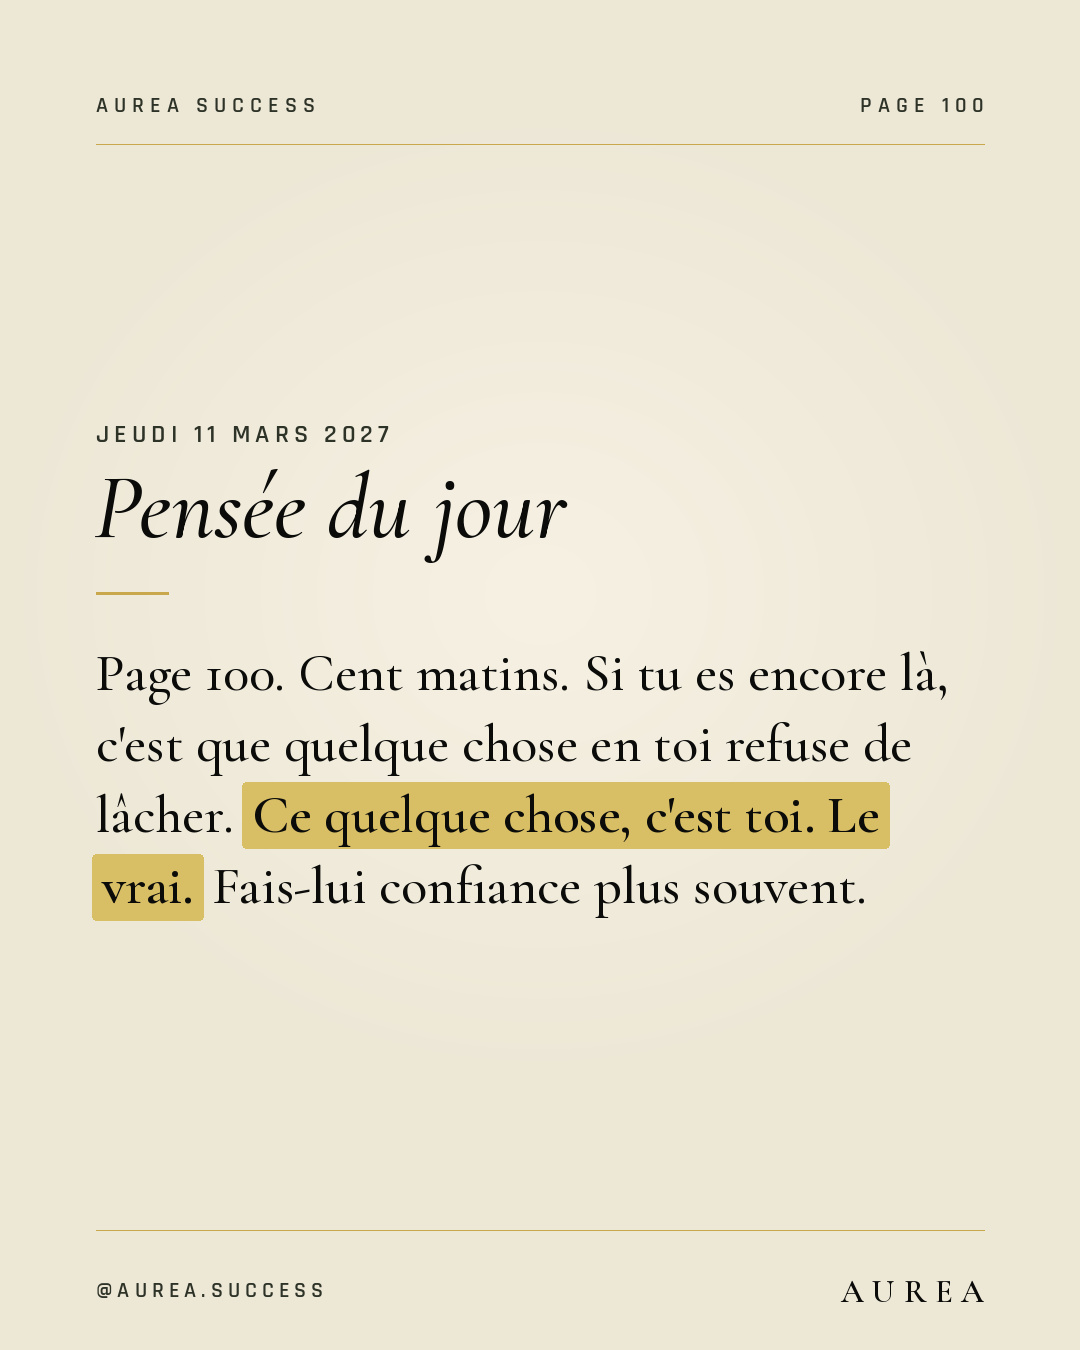 AUREA SUCCESS
PAGE 100
JEUDI 11 MARS 2027
Pensée du jour
Page 100. Cent matins. Si tu es encore là,
c'est que quelque chose en toi refuse de
lâcher. Ce quelque chose, c'est toi. Le
vrai. Fais-lui confiance plus souvent.
@AUREA.SUCCESS
AUREA